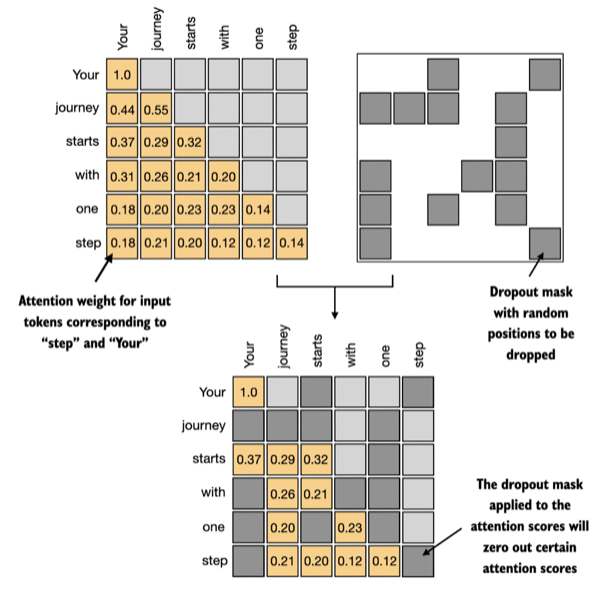 Your journey starts with one step
Your 1.0
journey 0.44 0.55
starts 0.37 0.29 0.32
with 0.31 0.26 0.21 0.20
one 0.18 0.20 0.23 0.23 0.14
step 0.18 0.21 0.20 0.12 0.12 0.14
Attention weight for input
tokens corresponding to
“step” and “Your”
Dropout mask
with random
positions to be
dropped
Your journey starts with one step
Your 1.0
journey
starts 0.37 0.29 0.32
with 0.26 0.21
one 0.20 0.23
step 0.21 0.20 0.12 0.12
The dropout mask
applied to the
attention scores will
zero out certain
attention scores